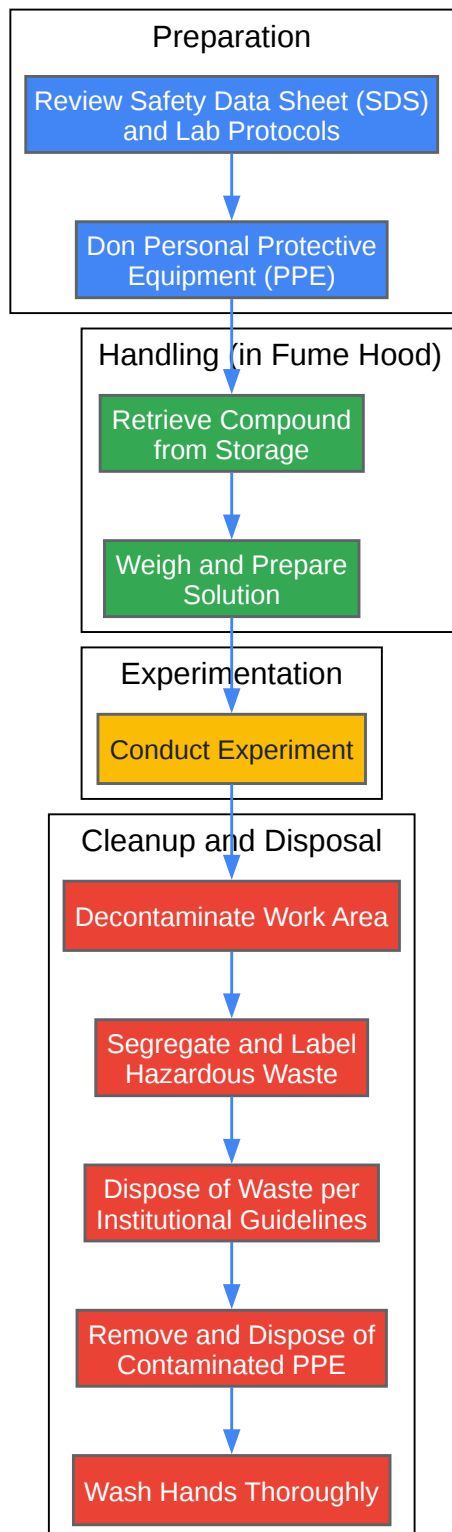 Preparation
Review Safety Data Sheet (SDS)
and Lab Protocols
Don Personal Protective
Equipment (PPE)
Handling (in Fume Hood)
Retrieve Compound
from Storage
Weigh and Prepare
Solution
Experimentation
Conduct Experiment
Cleanup and Disposal
Decontaminate Work Area
Segregate and Label
Hazardous Waste
Dispose of Waste per
Institutional Guidelines
Remove and Dispose of
Contaminated PPE
Wash Hands Thoroughly